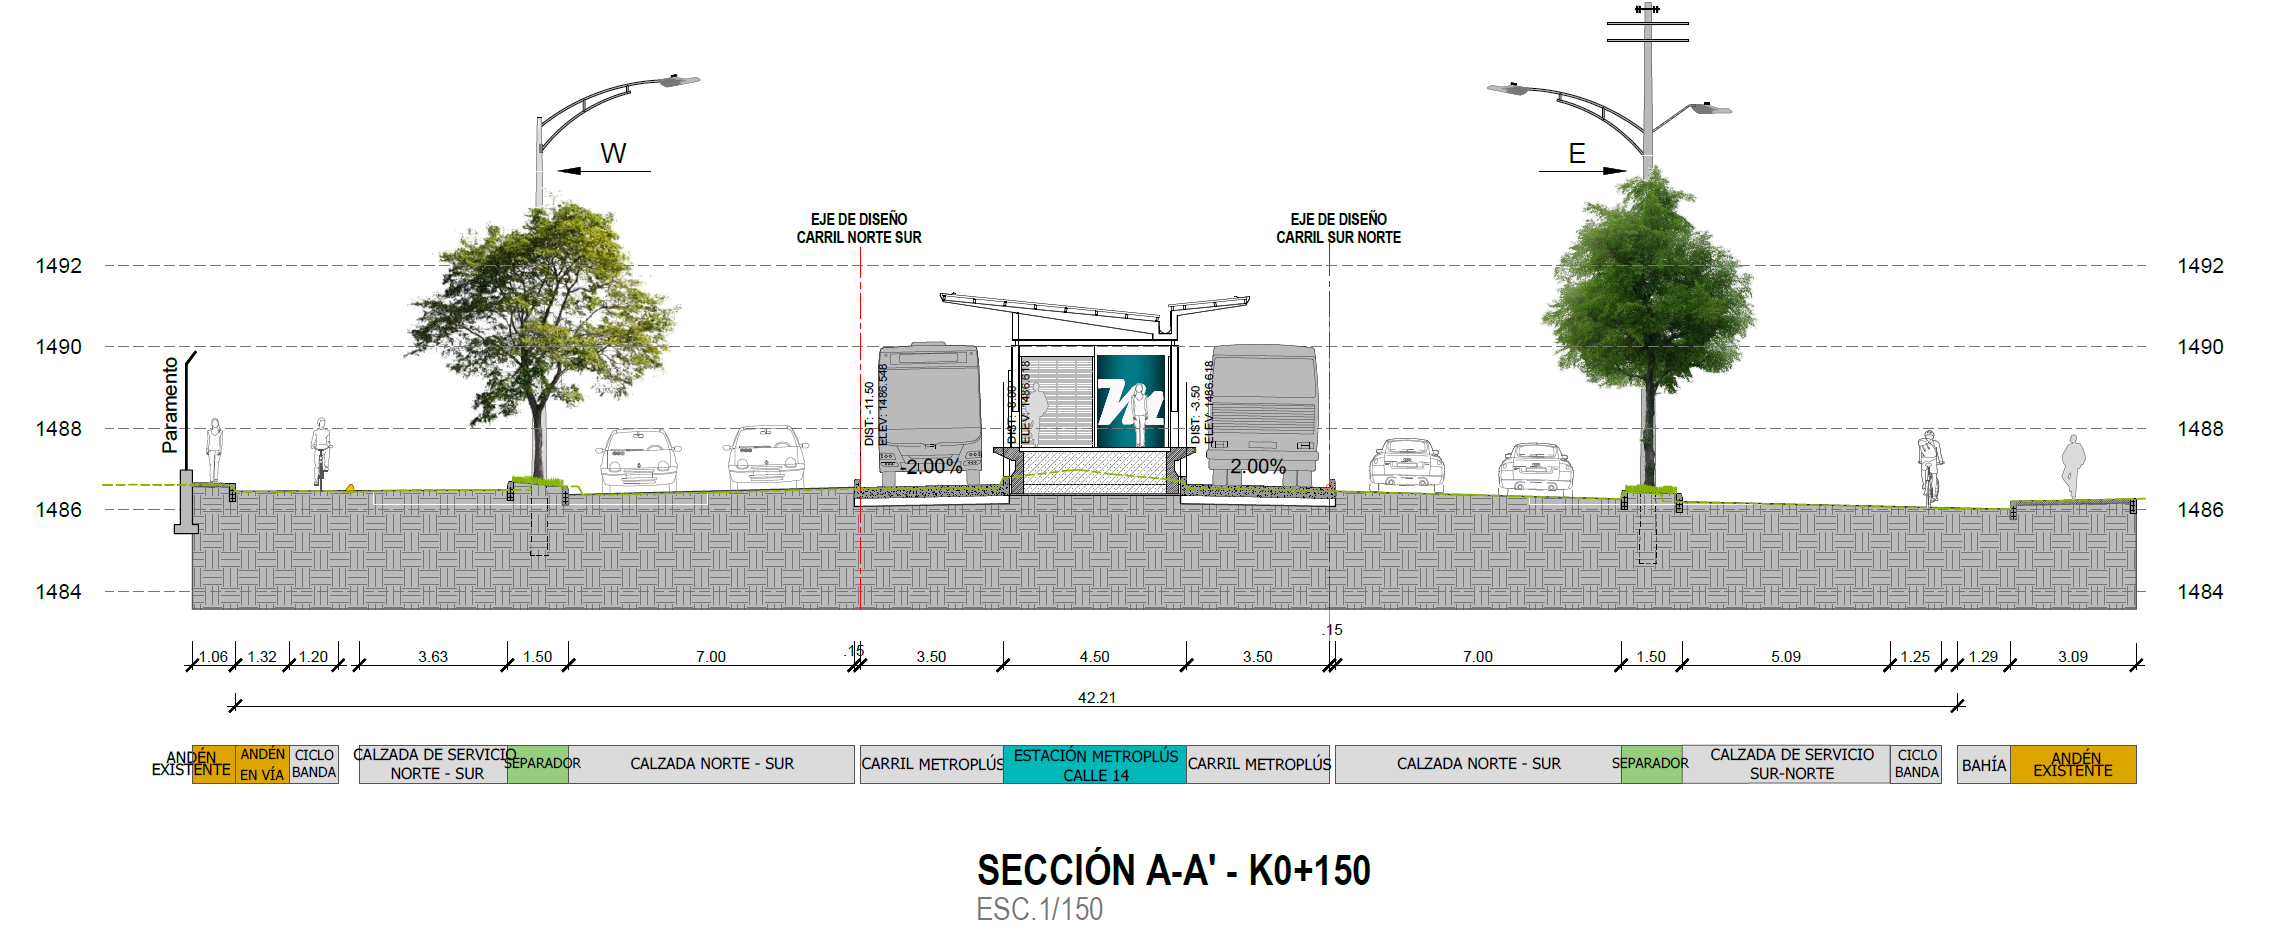 W
E
EJE DE DISEÑO
CARRIL NORTE SUR
EJE DE DISEÑO
CARRIL SUR NORTE
1492
1492
1490
1490
1488
1488
1486
1486
1484
1484
Paramento
DIST: -11.50
ELEV: 1486.548
-2.00%
DIST: -8.00
ELEV: 1486.618
DIST: -3.50
ELEV: 1486.618
2.00%
1.06
1.32
1.20
3.63
1.50
7.00
.15
3.50
4.50
3.50
.15
7.00
1.50
5.09
1.25
1.29
3.09
42.21
ANDÉN
EXISTENTE
ANDÉN
EN VÍA
CICLO
BANDA
CALZADA DE SERVICIO
NORTE - SUR
SEPARADOR
CALZADA NORTE - SUR
CARRIL METROPLÚS
ESTACIÓN METROPLÚS
CALLE 14
CARRIL METROPLÚS
CALZADA NORTE - SUR
SEPARADOR
CALZADA DE SERVICIO
SUR-NORTE
CICLO
BANDA
BAHÍA
ANDÉN
EXISTENTE
SECCIÓN A-A' - K0+150
ESC.1/150